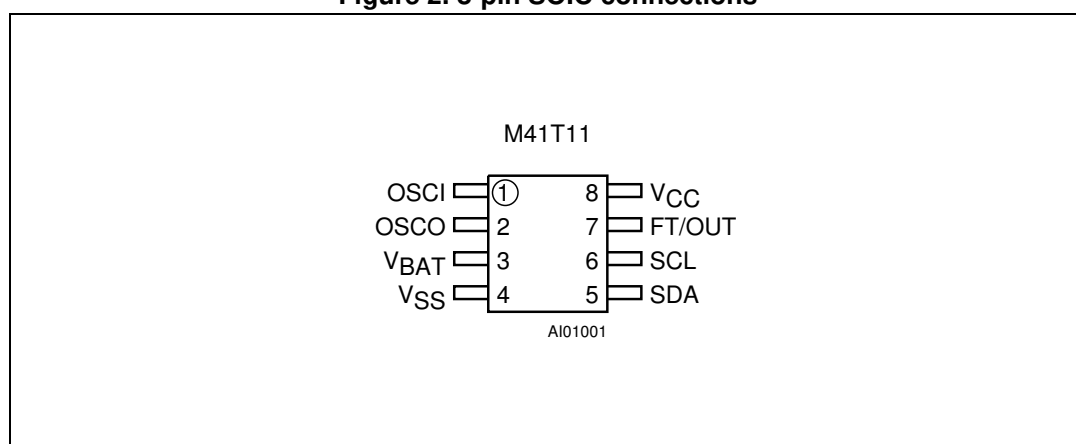 Figure 2. 8-pin SOIC connections
M41T11
OSCI 1 8 VCC
OSCO 2 7 FT/OUT
VBAT 3 6 SCL
VSS 4 5 SDA
AI01001